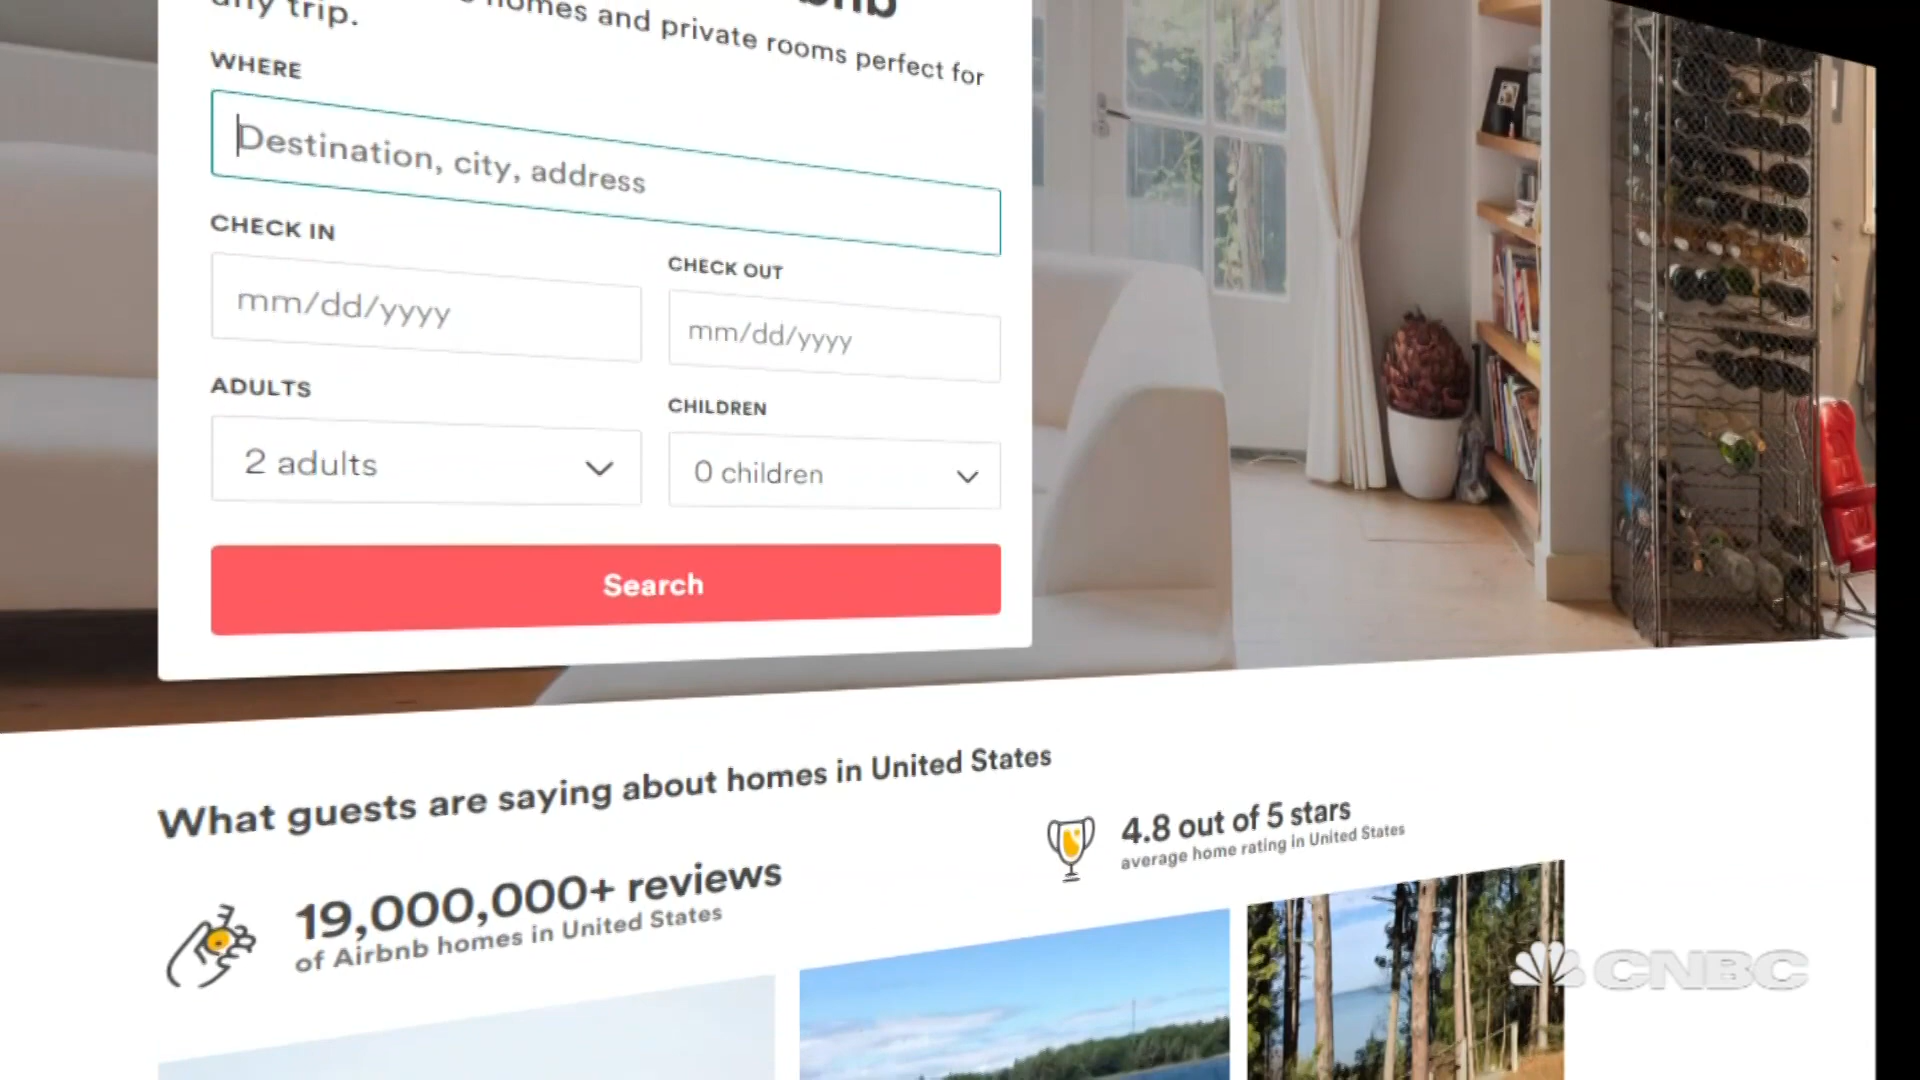 homes and private rooms perfect for
any trip.
WHERE
Destination, city, address
CHECK IN
CHECK OUT
mm/dd/yyyy
mm/dd/yyyy
ADULTS
CHILDREN
2 adults
0 children
Search
What guests are saying about homes in United States
4.8 out of 5 stars
average home rating in United States
19,000,000+ reviews
of Airbnb homes in United States
CNBC